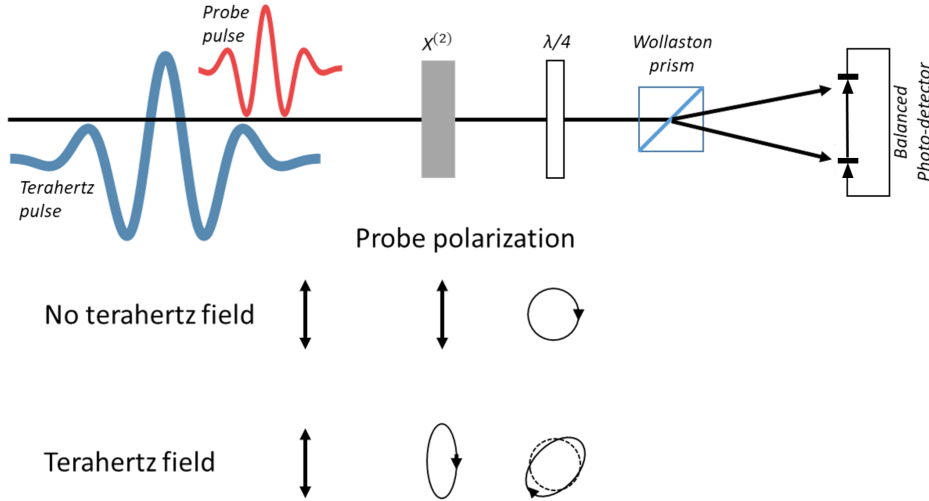 Probe
pulse
X⁽²⁾
λ/4
Wollaston
prism
Balanced
Photo-detector
Terahertz
pulse
Probe polarization
No terahertz field
Terahertz field